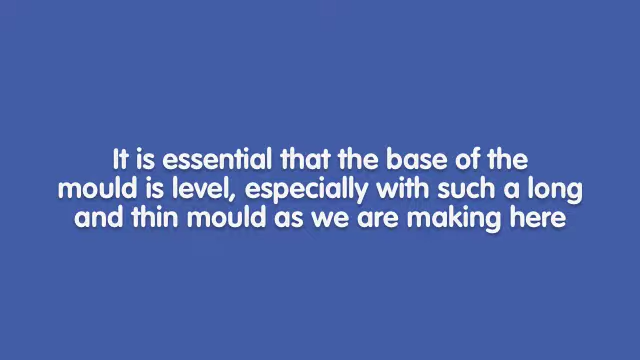 It is essential that the base of the
mould is level, especially with such a long
and thin mould as we are making here